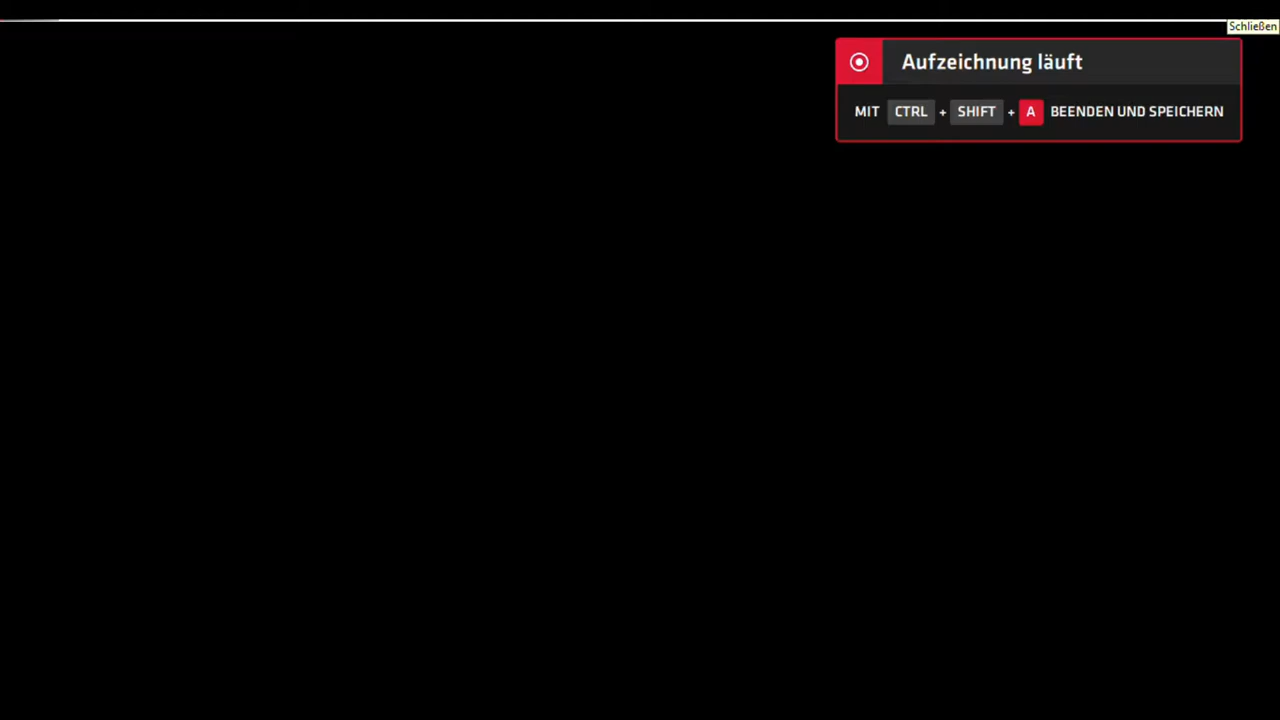 Schließen
Aufzeichnung läuft
MIT CTRL + SHIFT + A BEENDEN UND SPEICHERN